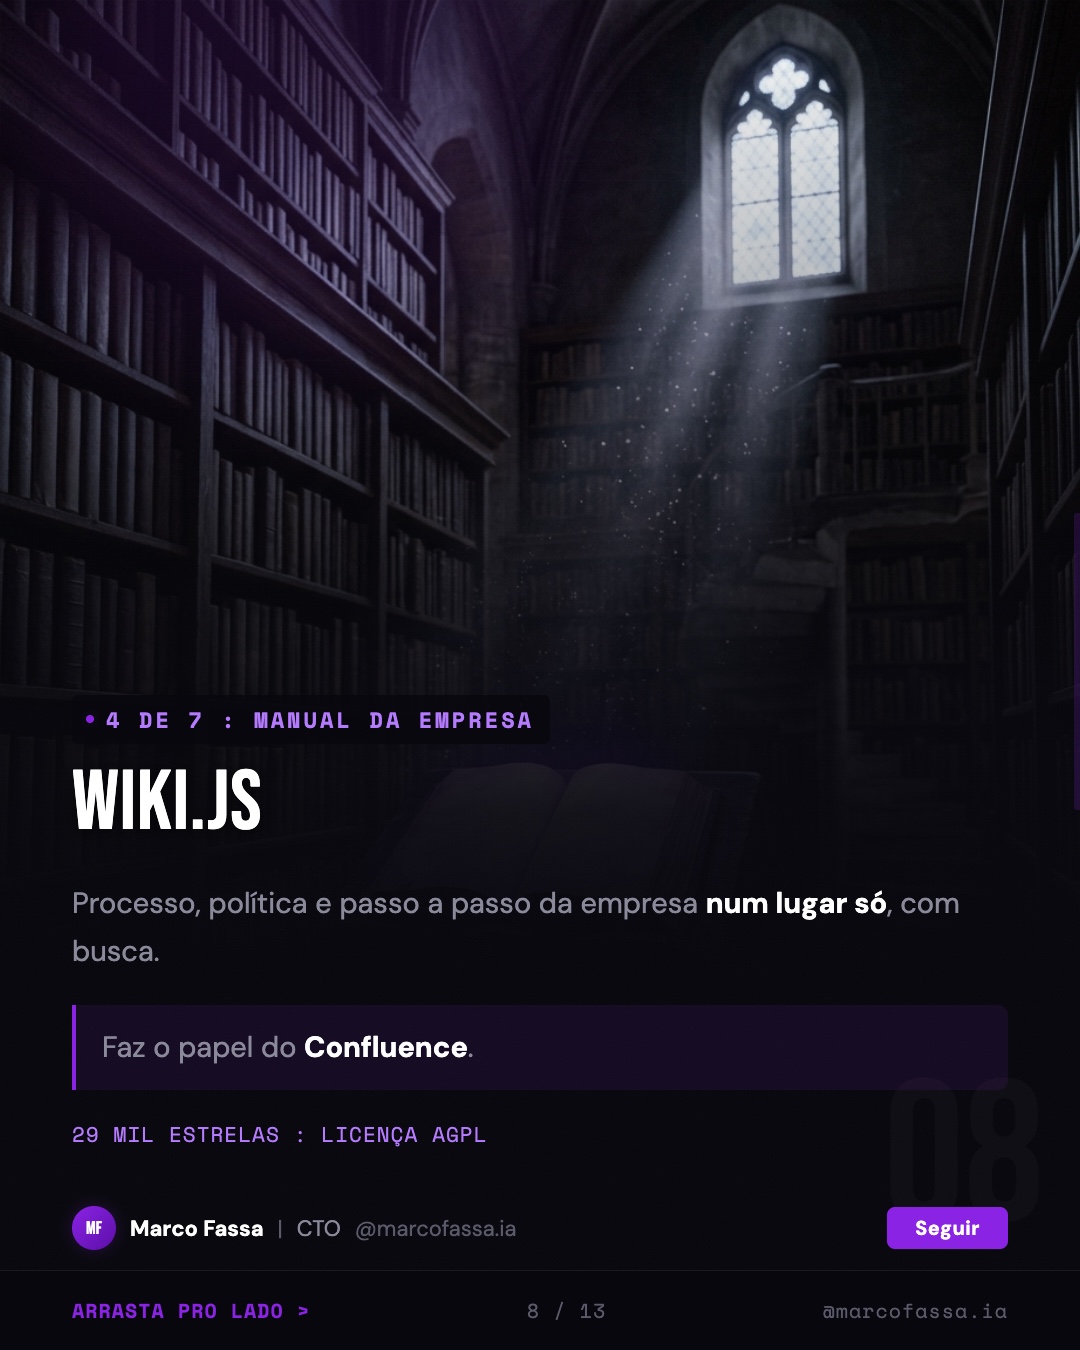 • 4 DE 7 : MANUAL DA EMPRESA
WIKI.JS
Processo, política e passo a passo da empresa num lugar só, com
busca.
Faz o papel do Confluence.
29 MIL ESTRELAS : LICENÇA AGPL
08
MF Marco Fassa | CTO @marcofassa.ia Seguir
ARRASTA PRO LADO > 8 / 13 @marcofassa.ia